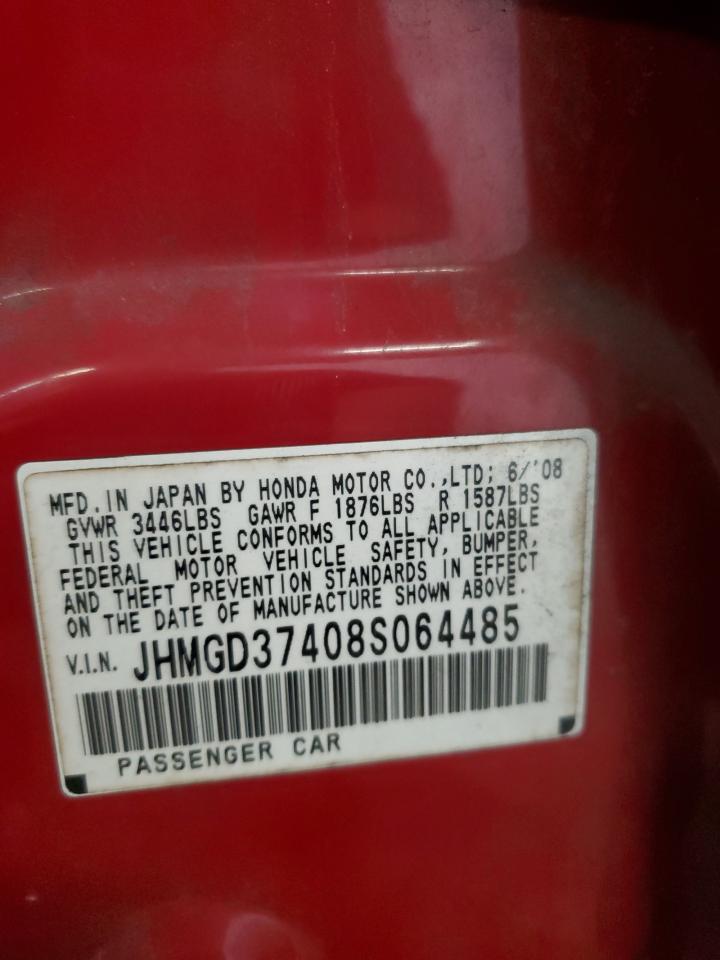 MFD.IN JAPAN BY HONDA MOTOR CO.,LTD; 6/'08
GVWR 3446LBS GAWR F 1876LBS R 1587LBS
THIS VEHICLE CONFORMS TO ALL APPLICABLE
FEDERAL MOTOR VEHICLE SAFETY, BUMPER,
AND THEFT PREVENTION STANDARDS IN EFFECT
ON THE DATE OF MANUFACTURE SHOWN ABOVE.
V.I.N. JHMGD37408S064485
PASSENGER CAR